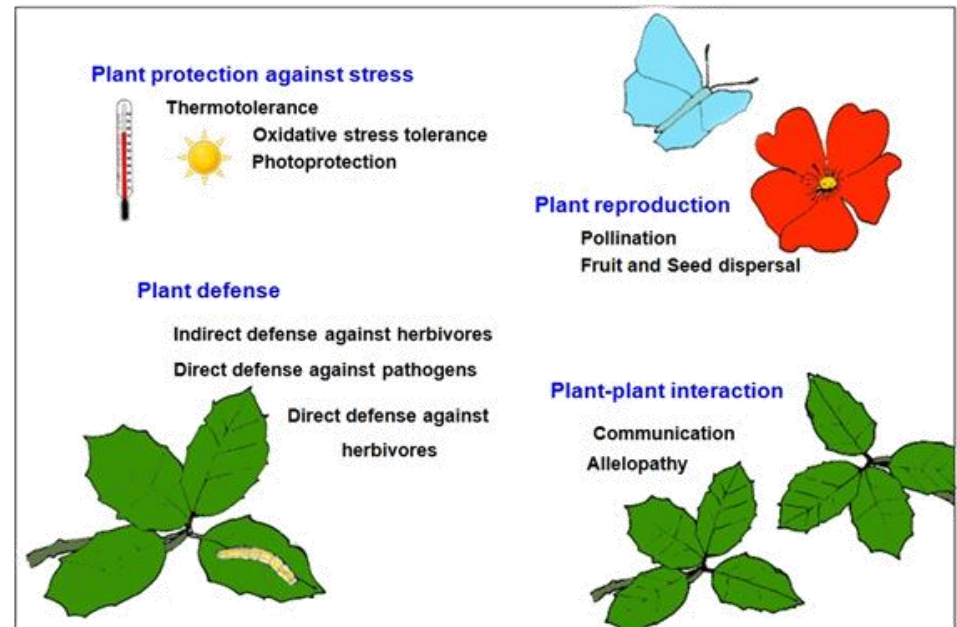 Plant protection against stress
Thermotolerance
Oxidative stress tolerance
Photoprotection
Plant reproduction
Pollination
Fruit and Seed dispersal
Plant defense
Indirect defense against herbivores
Direct defense against pathogens
Direct defense against
herbivores
Plant-plant interaction
Communication
Allelopathy